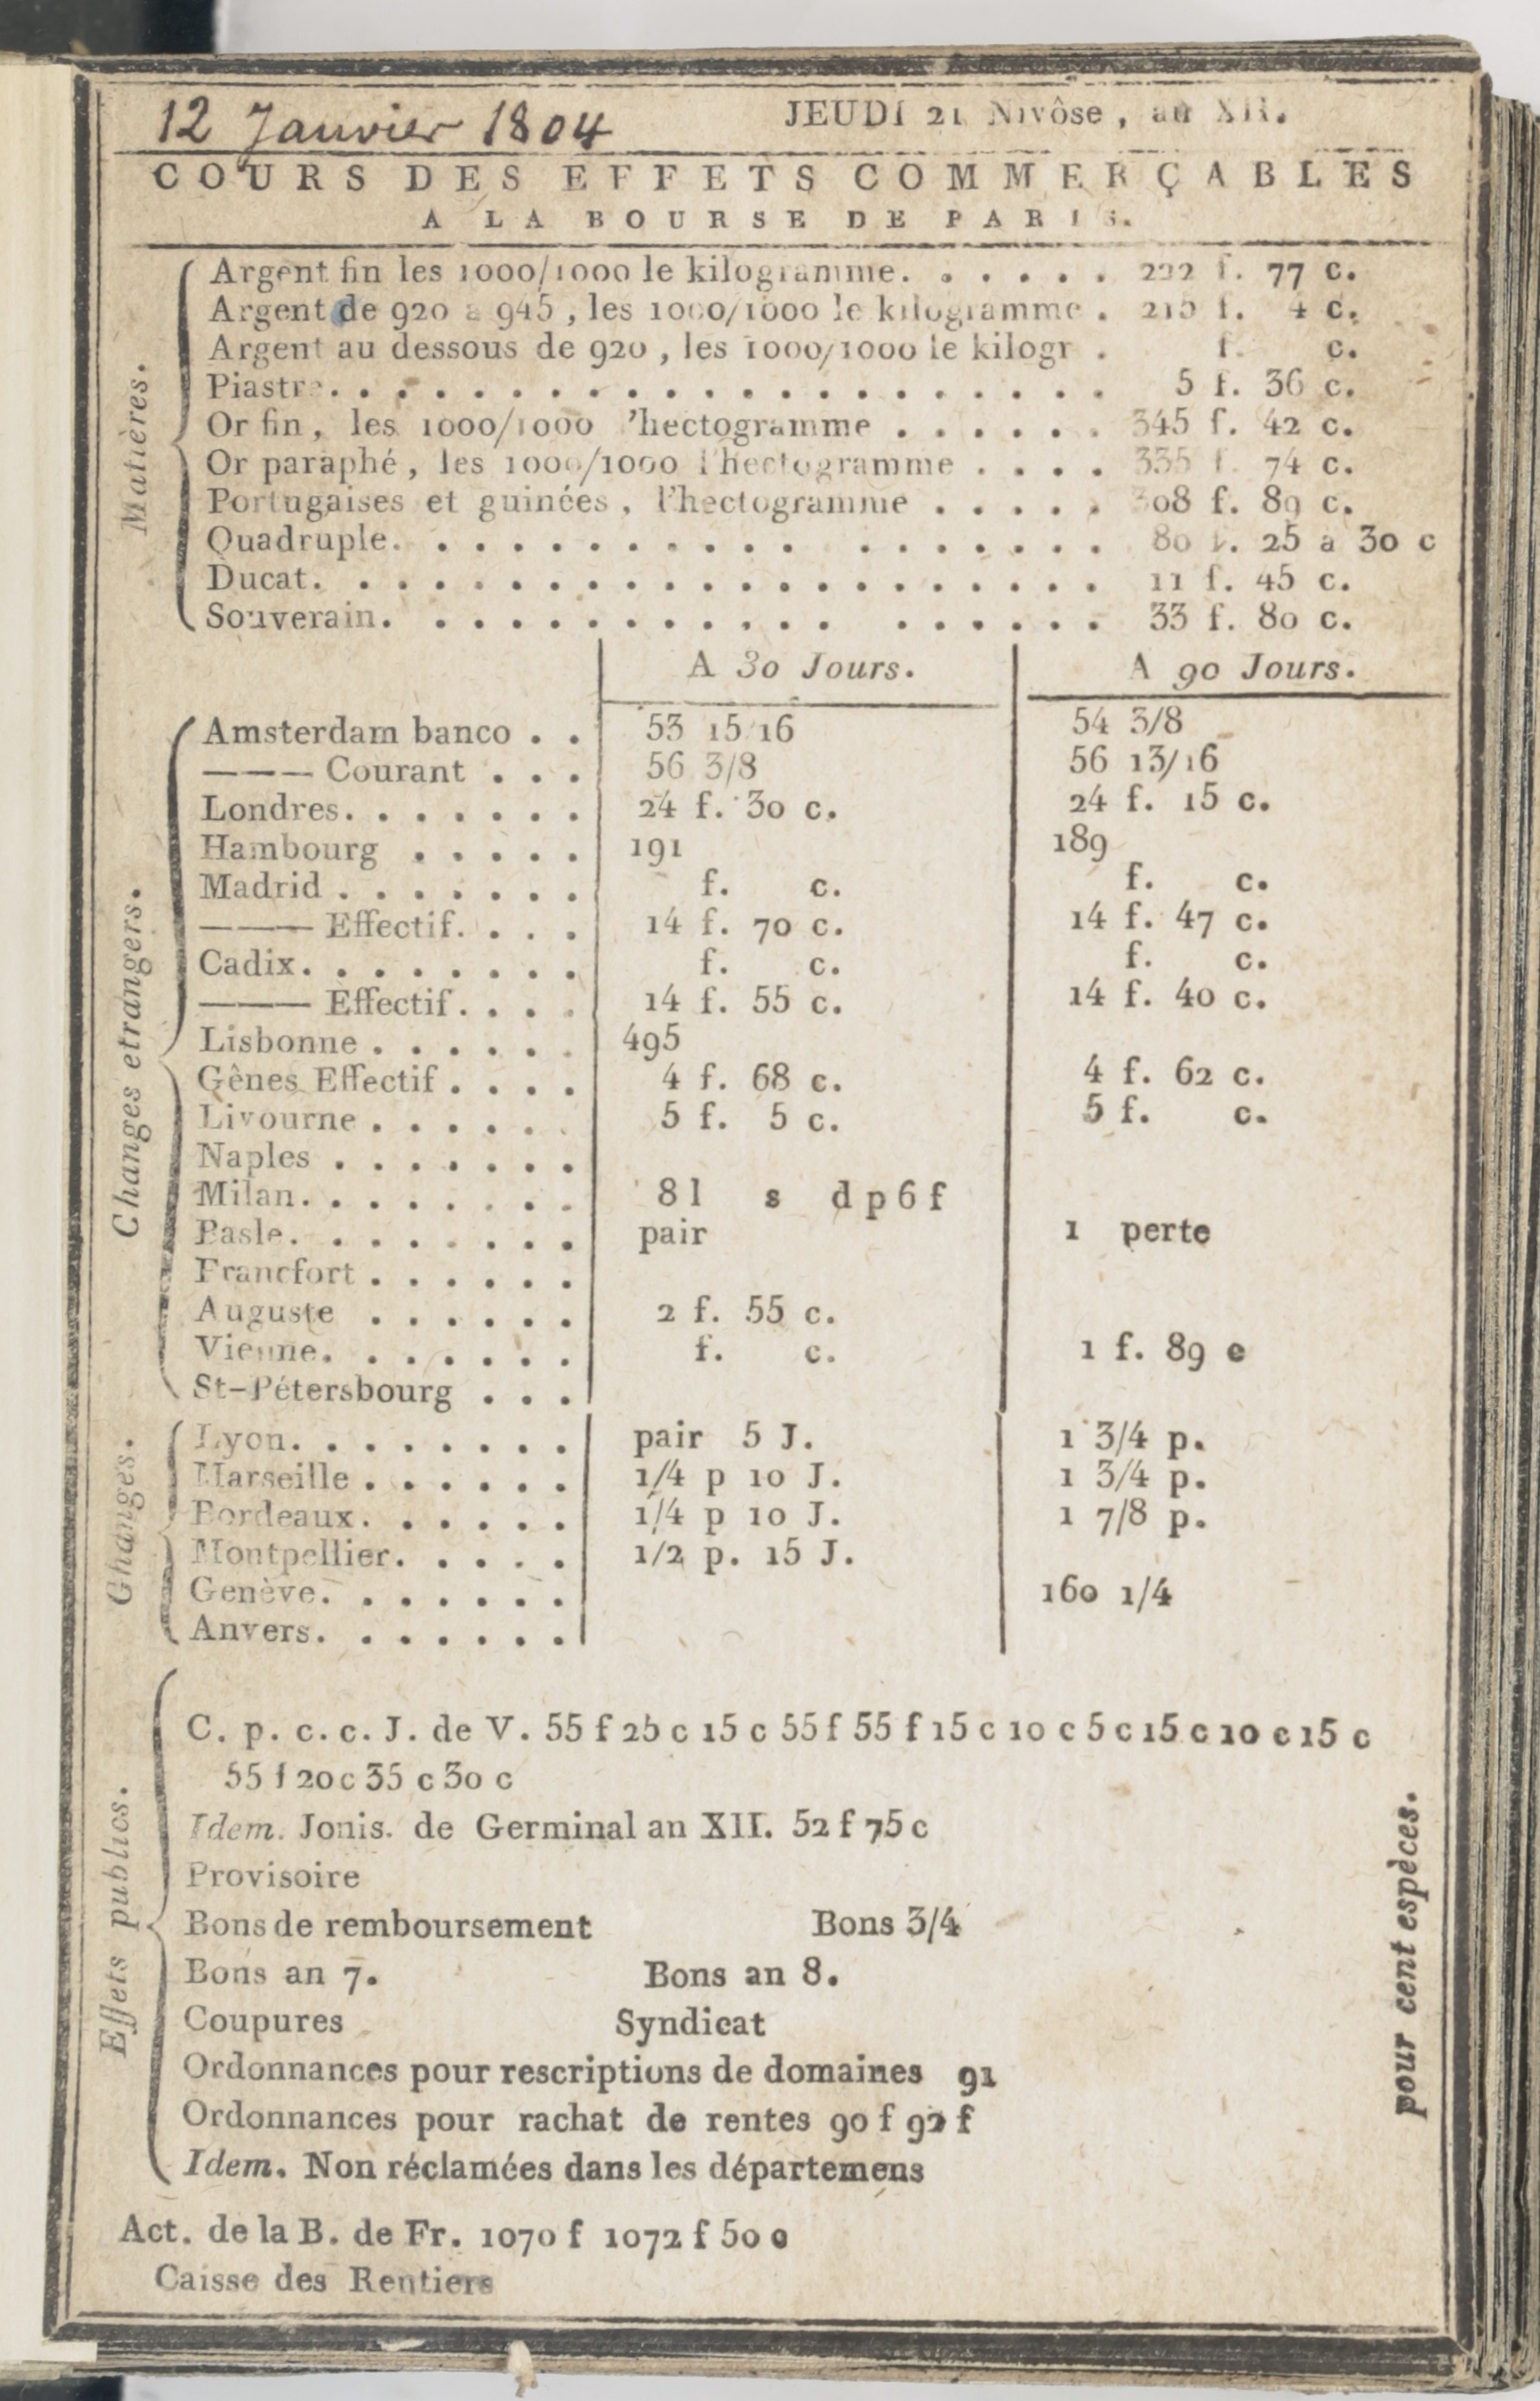 12 Janvier 1804
JEUDI 21 Nivôse, an XII.
COURS DES EFFETS COMMERÇABLES
A LA BOURSE DE PARIS.
Matières.
Argent fin les 1000/1000 le kilogramme. . . . . . 222 f. 77 c.
Argent de 920 à 945, les 1000/1000 le kilogramme . 215 f. 4 c.
Argent au dessous de 920, les 1000/1000 le kilogr . f. c.
Piastre. . . . . . . . . . . . . . . . . . . . 5 f. 36 c.
Or fin, les 1000/1000 'hectogramme . . . . . . 345 f. 42 c.
Or paraphé, les 1000/1000 l'hectogramme . . . . 335 f. 74 c.
Portugaises et guinées, l'hectogramme . . . . . 308 f. 89 c.
Quadruple. . . . . . . . . . . . . . . . . . 80 f. 25 à 30 c
Ducat. . . . . . . . . . . . . . . . . . . . . 11 f. 45 c.
Souverain. . . . . . . . . . . . . . . . . . . 33 f. 80 c.
A 30 Jours. A 90 Jours.
Changes etrangers.
Amsterdam banco . . 53 15/16 54 3/8
——— Courant . . . 56 3/8 56 13/16
Londres. . . . . . . 24 f. 30 c. 24 f. 15 c.
Hambourg . . . . . 191 189
Madrid . . . . . . . f. c. f. c.
——— Effectif. . . . 14 f. 70 c. 14 f. 47 c.
Cadix. . . . . . . . f. c. f. c.
——— Effectif. . . . 14 f. 55 c. 14 f. 40 c.
Lisbonne . . . . . . 495
Gênes Effectif . . . . 4 f. 68 c. 4 f. 62 c.
Livourne . . . . . . 5 f. 5 c. 5 f. c.
Naples . . . . . . .
Milan. . . . . . . . 8 l s d p 6 f
Basle. . . . . . . . pair 1 perte
Francfort . . . . . .
Auguste . . . . . . 2 f. 55 c.
Vienne. . . . . . . f. c. 1 f. 89 c
St-Pétersbourg . . .
Ghanges.
Lyon. . . . . . . . pair 5 J. 1 3/4 p.
Marseille . . . . . . 1/4 p 10 J. 1 3/4 p.
Bordeaux. . . . . . 1/4 p 10 J. 1 7/8 p.
Montpellier. . . . . 1/2 p. 15 J.
Genève. . . . . . . 160 1/4
Anvers. . . . . . .
Effets publics.
C. p. c. c. J. de V. 55 f 25 c 15 c 55 f 55 f 15 c 10 c 5 c 15 c 10 c 15 c
55 f 20 c 35 c 30 c
Idem. Jouis. de Germinal an XII. 52 f 75 c
Provisoire
Bons de remboursement Bons 3/4
Bons an 7. Bons an 8.
Coupures Syndicat
Ordonnances pour rescriptions de domaines 91
Ordonnances pour rachat de rentes 90 f 92 f
Idem. Non réclamées dans les départemens
pour cent espèces.
Act. de la B. de Fr. 1070 f 1072 f 50 c
Caisse des Rentiers